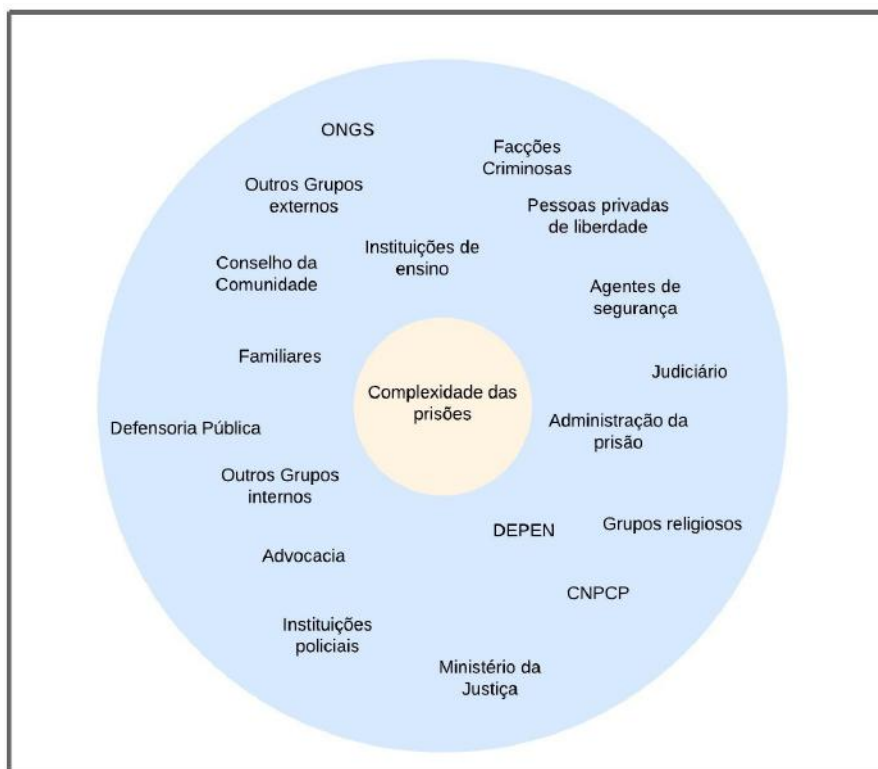 ONGS
Facções
Criminosas
Outros Grupos
externos
Pessoas privadas
de liberdade
Instituições de
ensino
Conselho da
Comunidade
Agentes de
segurança
Familiares
Judiciário
Complexidade das
prisões
Administração da
prisão
Defensoria Pública
Outros Grupos
internos
DEPEN
Grupos religiosos
Advocacia
CNPCP
Instituições
policiais
Ministério da
Justiça